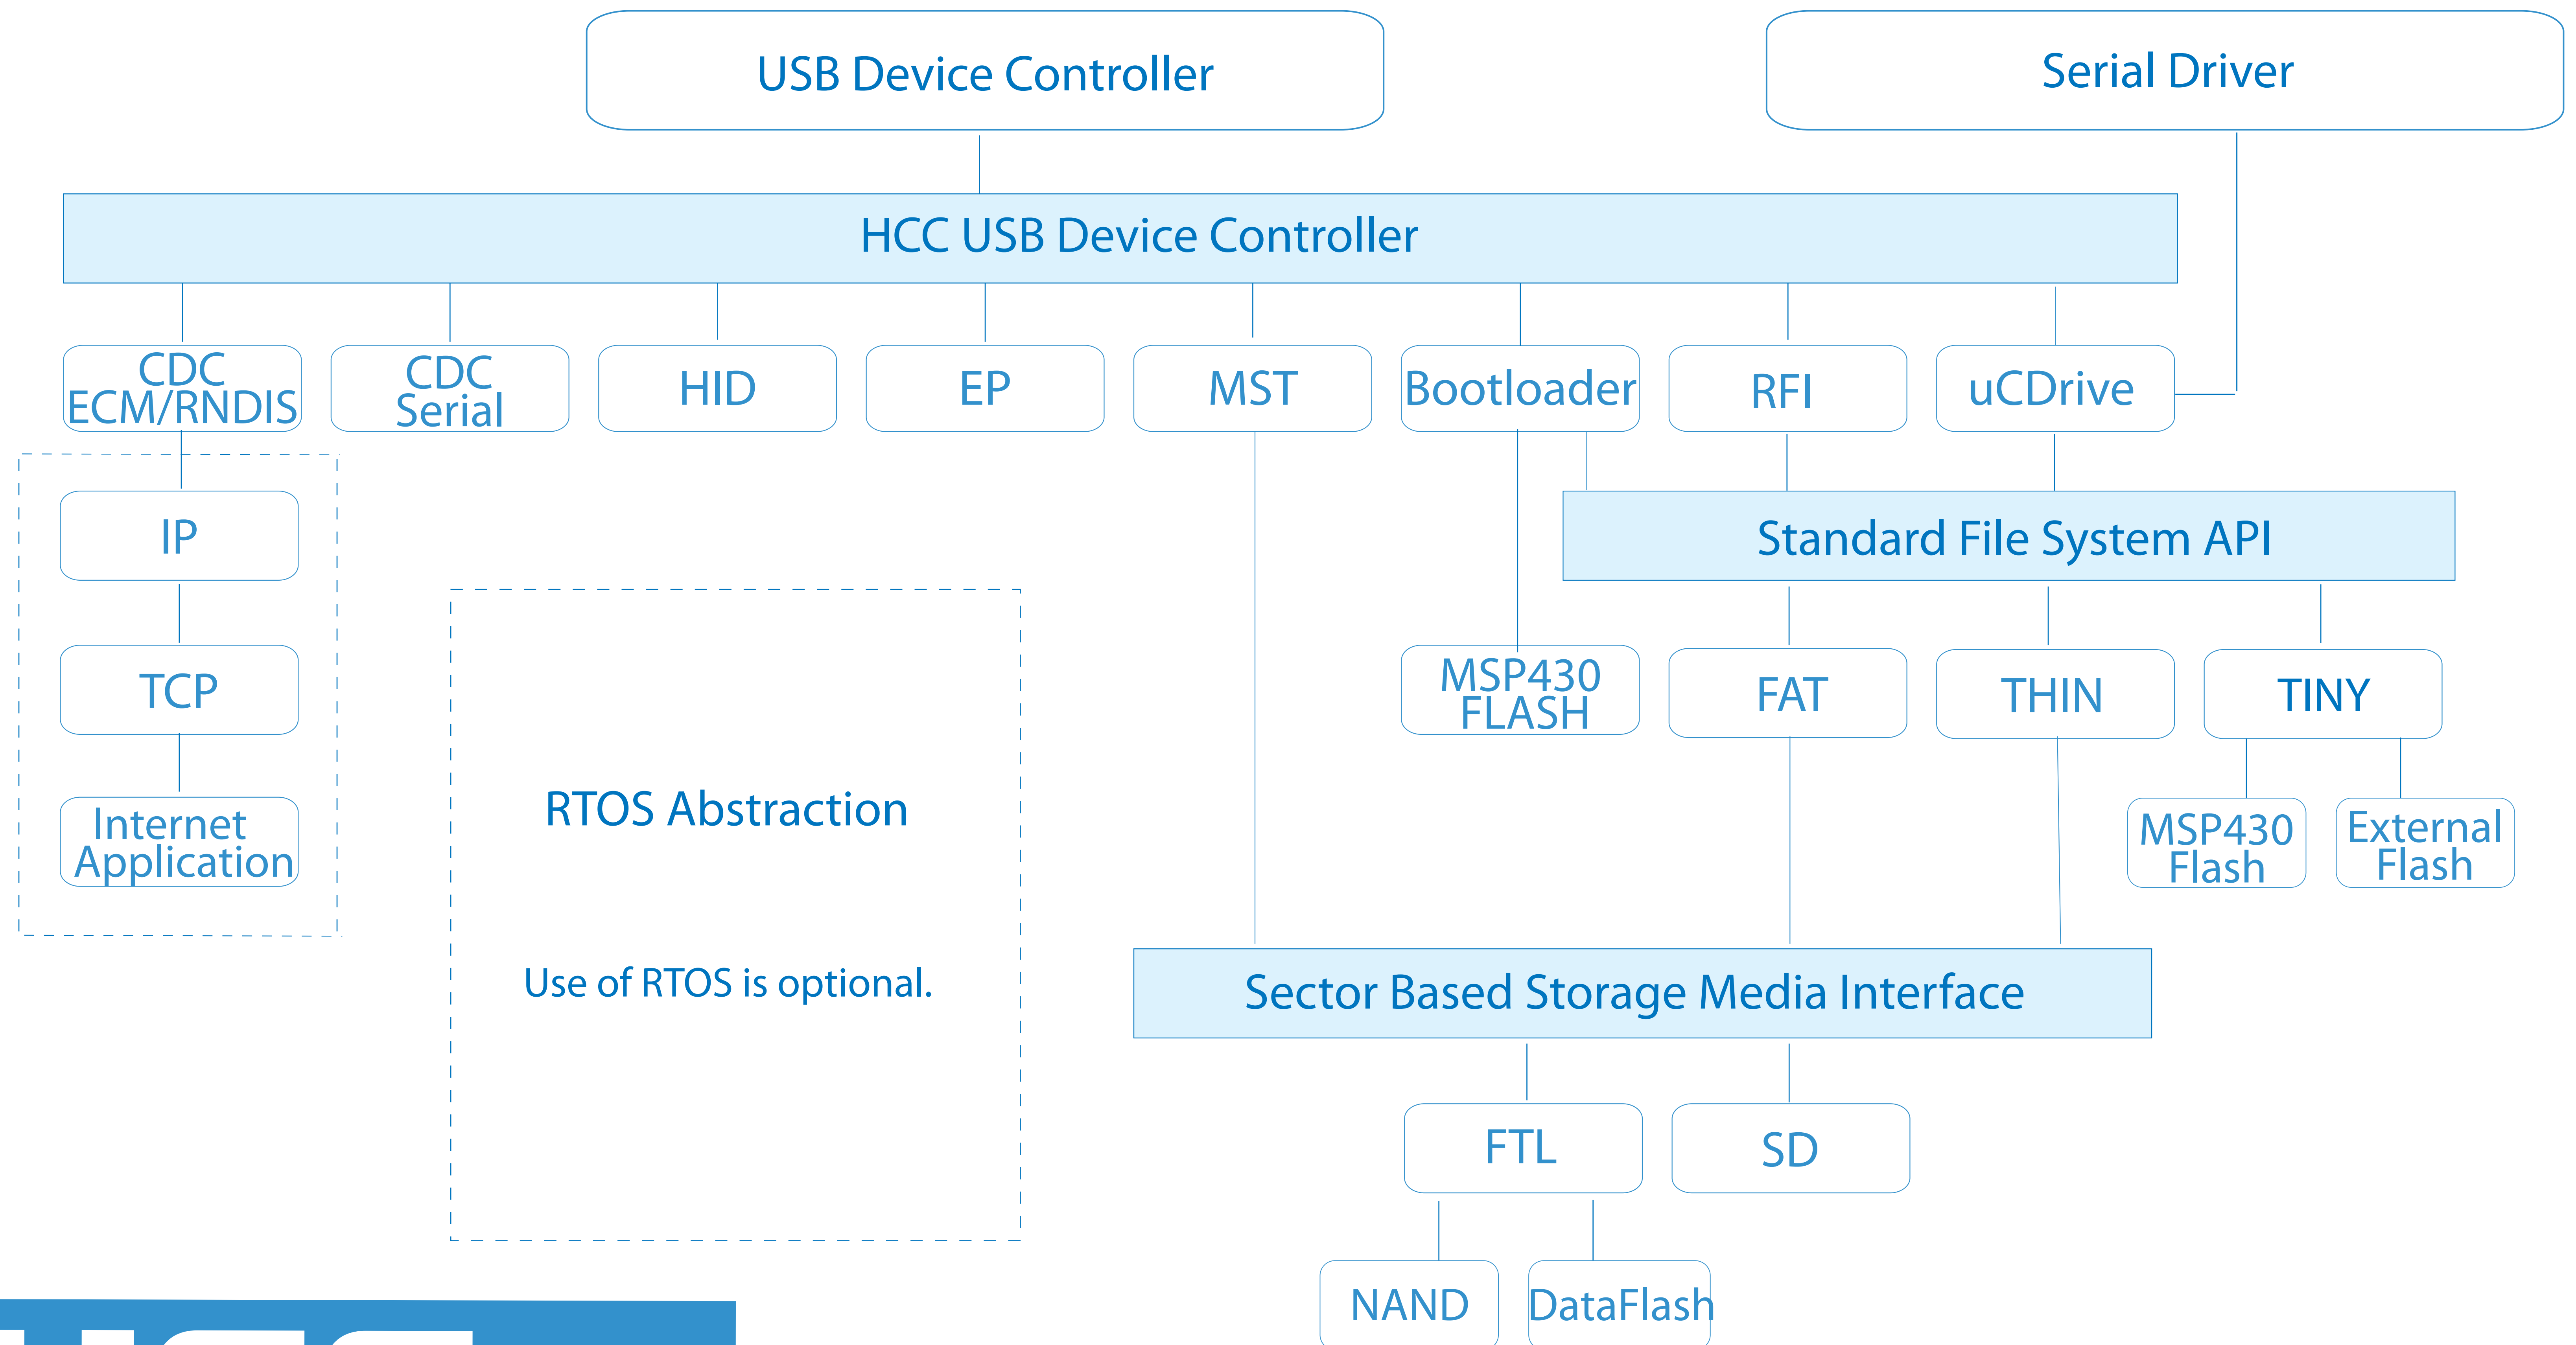 USB Device Controller
Serial Driver
HCC USB Device Controller
CDC
ECM/RNDIS
CDC
Serial
HID
EP
MST
Bootloader
RFI
uCDrive
IP
Standard File System API
TCP
MSP430
FLASH
FAT
THIN
TINY
Internet
Application
RTOS Abstraction
MSP430
Flash
External
Flash
Use of RTOS is optional.
Sector Based Storage Media Interface
FTL
SD
NAND
DataFlash